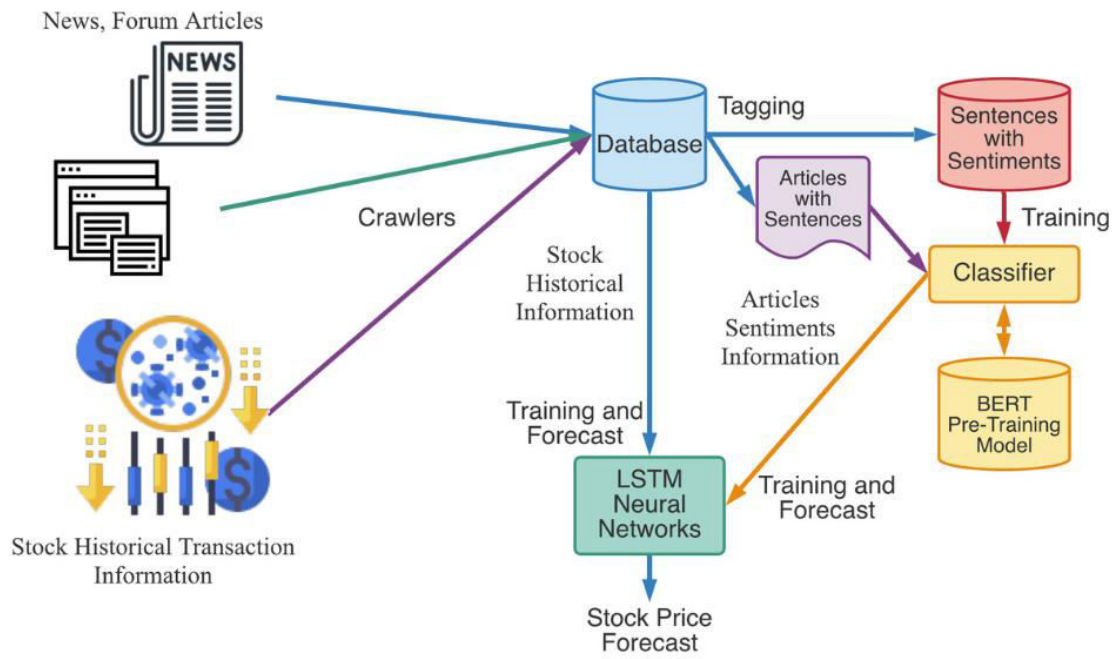 News, Forum Articles
NEWS
Crawlers
Stock Historical Transaction
Information
Database
Tagging
Sentences
with
Sentiments
Articles
with
Sentences
Training
Classifier
Stock
Historical
Information
Articles
Sentiments
Information
BERT
Pre-Training
Model
Training and
Forecast
LSTM
Neural
Networks
Training and
Forecast
Stock Price
Forecast